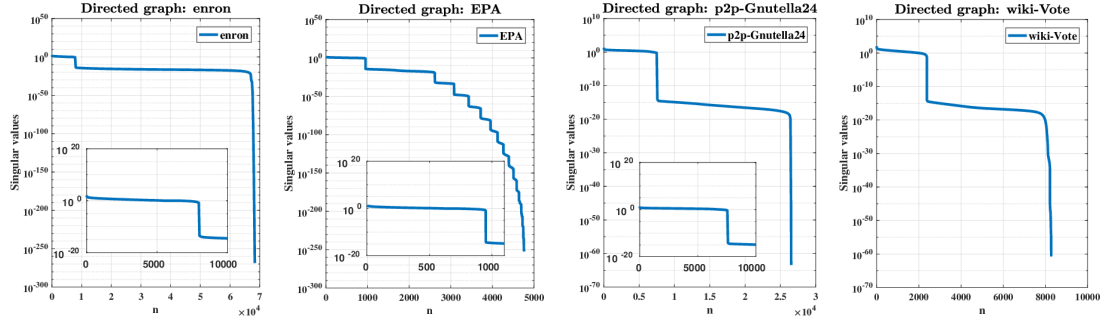 Directed graph: enron
10^50
10^0
10^-50
10^-100
10^-150
10^-200
10^-250
10^-300
Singular values
enron
10^20
10^0
10^-20
0 5000 10000
0 1 2 3 4 5 6 7
×10^4
n
Directed graph: EPA
10^50
10^0
10^-50
10^-100
10^-150
10^-200
10^-250
10^-300
Singular values
EPA
10^20
10^0
10^-20
0 500 1000
0 1000 2000 3000 4000 5000
n
Directed graph: p2p-Gnutella24
10^10
10^0
10^-10
10^-20
10^-30
10^-40
10^-50
10^-60
10^-70
Singular values
p2p-Gnutella24
10^20
10^0
10^-20
0 5000 10000
0 0.5 1 1.5 2 2.5 3
×10^4
n
Directed graph: wiki-Vote
10^10
10^0
10^-10
10^-20
10^-30
10^-40
10^-50
10^-60
10^-70
Singular values
wiki-Vote
0 2000 4000 6000 8000 10000
n